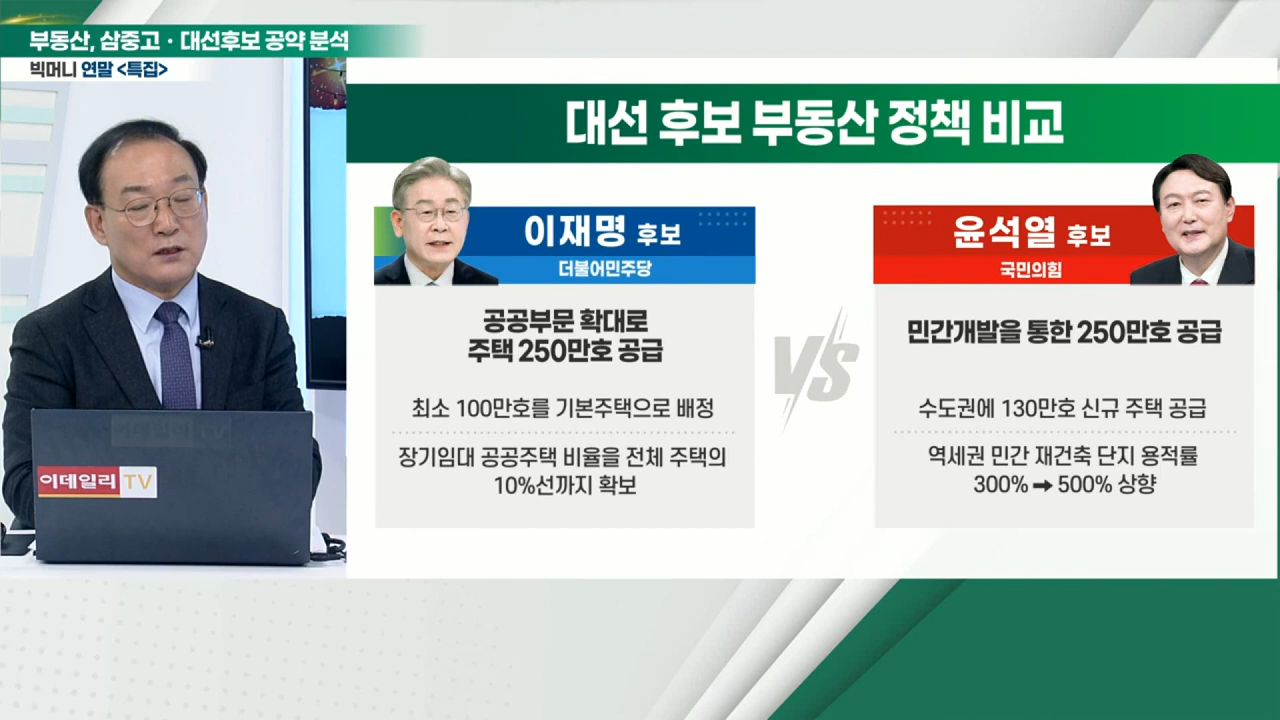 부동산, 삼중고 · 대선후보 공약 분석
빅머니 연말 <특집>
대선 후보 부동산 정책 비교
이재명 후보
더불어민주당
공공부문 확대로
주택 250만호 공급
최소 100만호를 기본주택으로 배정
장기임대 공공주택 비율을 전체 주택의
10%선까지 확보
VS
윤석열 후보
국민의힘
민간개발을 통한 250만호 공급
수도권에 130만호 신규 주택 공급
역세권 민간 재건축 단지 용적률
300% ➡ 500% 상향
이데일리 TV
이데일리 TV